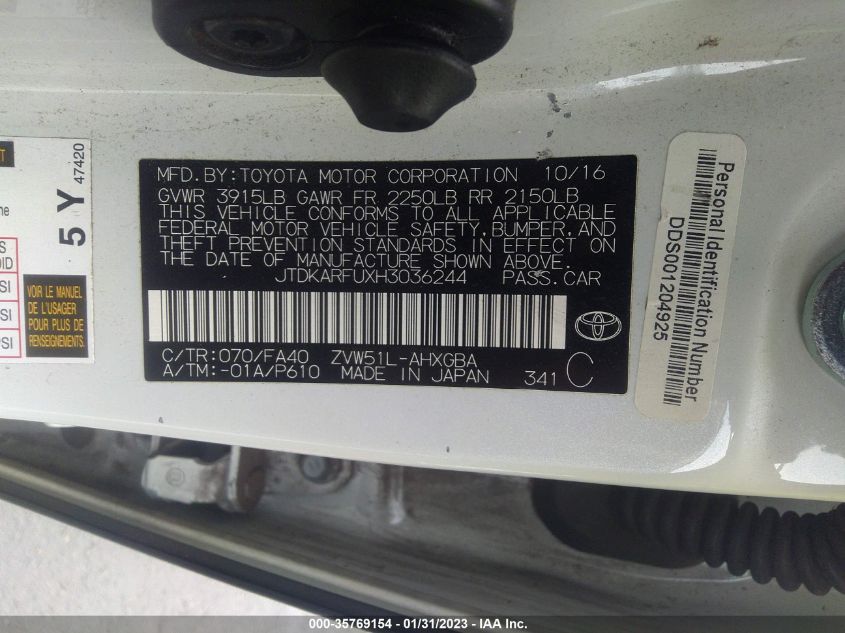 47420
5 Y
VOIR LE MANUEL
DE L'USAGER
POUR PLUS DE
RENSEIGNEMENTS.
MFD.BY:TOYOTA MOTOR CORPORATION 10/16
GVWR 3915LB GAWR FR 2250LB RR 2150LB
THIS VEHICLE CONFORMS TO ALL APPLICABLE
FEDERAL MOTOR VEHICLE SAFETY,BUMPER,AND
THEFT PREVENTION STANDARDS IN EFFECT ON
THE DATE OF MANUFACTURE SHOWN ABOVE.
JTDKARFUXH3036244 PASS.CAR
C/TR:070/FA40 ZVW51L-AHXGBA
A/TM:-01A/P610 MADE IN JAPAN 341 C
Personal Identification Number
DDS001204925
000-35769154 - 01/31/2023 - IAA Inc.